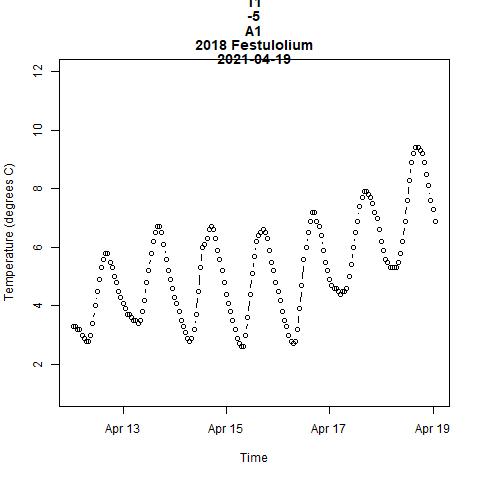 T1
-5
A1
2018 Festulolium
2021-04-19
Temperature (degrees C)
12
10
8
6
4
2
Apr 13
Apr 15
Apr 17
Apr 19
Time